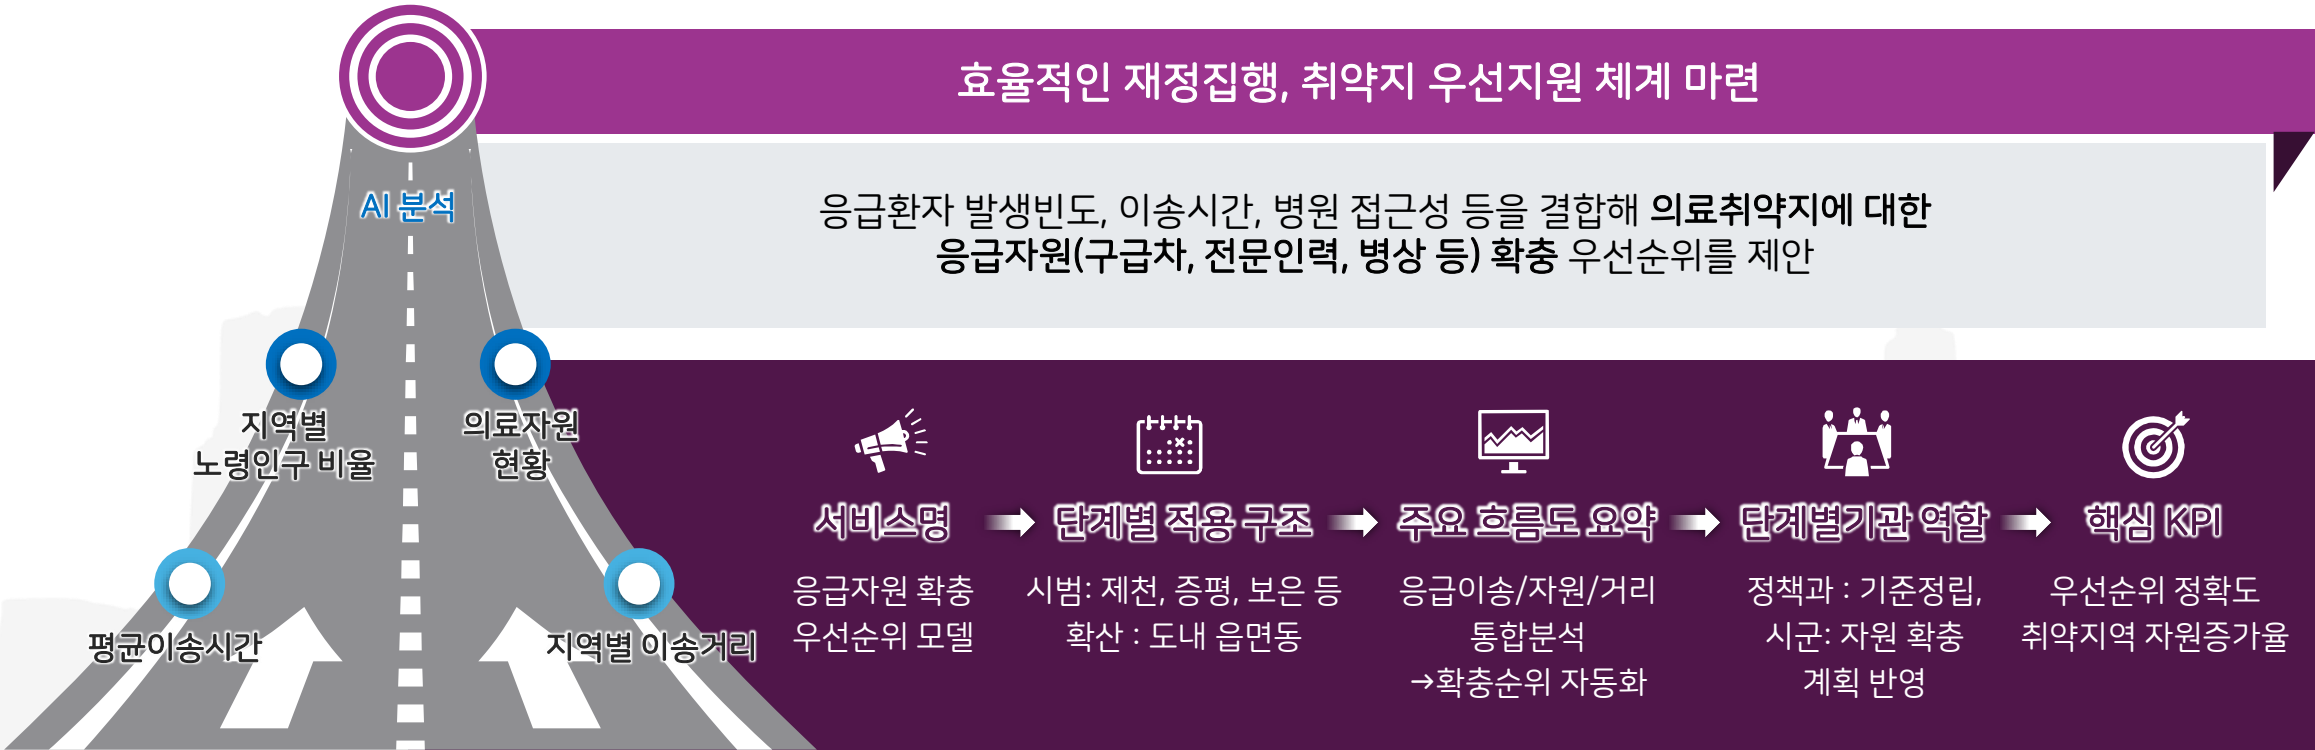 효율적인 재정집행, 취약지 우선지원 체계 마련
응급환자 발생빈도, 이송시간, 병원 접근성 등을 결합해 의료취약지에 대한
응급자원(구급차, 전문인력, 병상 등) 확충 우선순위를 제안
AI 분석
지역별
노령인구 비율
의료자원
현황
평균이송시간
지역별 이송거리
서비스명
응급자원 확충
우선순위 모델
단계별 적용 구조
시범: 제천, 증평, 보은 등
확산 : 도내 읍면동
주요 흐름도 요약
응급이송/자원/거리
통합분석
→확충순위 자동화
단계별기관 역할
정책과 : 기준정립,
시군: 자원 확충
계획 반영
핵심 KPI
우선순위 정확도
취약지역 자원증가율